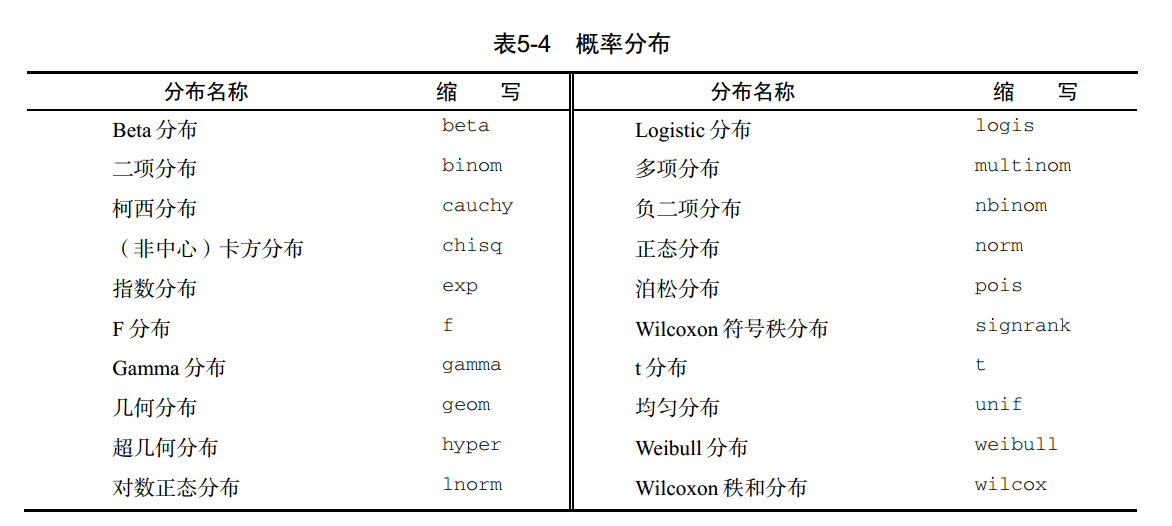 表5-4 概率分布
分布名称 缩 写 分布名称 缩 写
Beta 分布 beta Logistic 分布 logis
二项分布 binom 多项分布 multinom
柯西分布 cauchy 负二项分布 nbinom
（非中心）卡方分布 chisq 正态分布 norm
指数分布 exp 泊松分布 pois
F 分布 f Wilcoxon 符号秩分布 signrank
Gamma 分布 gamma t 分布 t
几何分布 geom 均匀分布 unif
超几何分布 hyper Weibull 分布 weibull
对数正态分布 lnorm Wilcoxon 秩和分布 wilcox